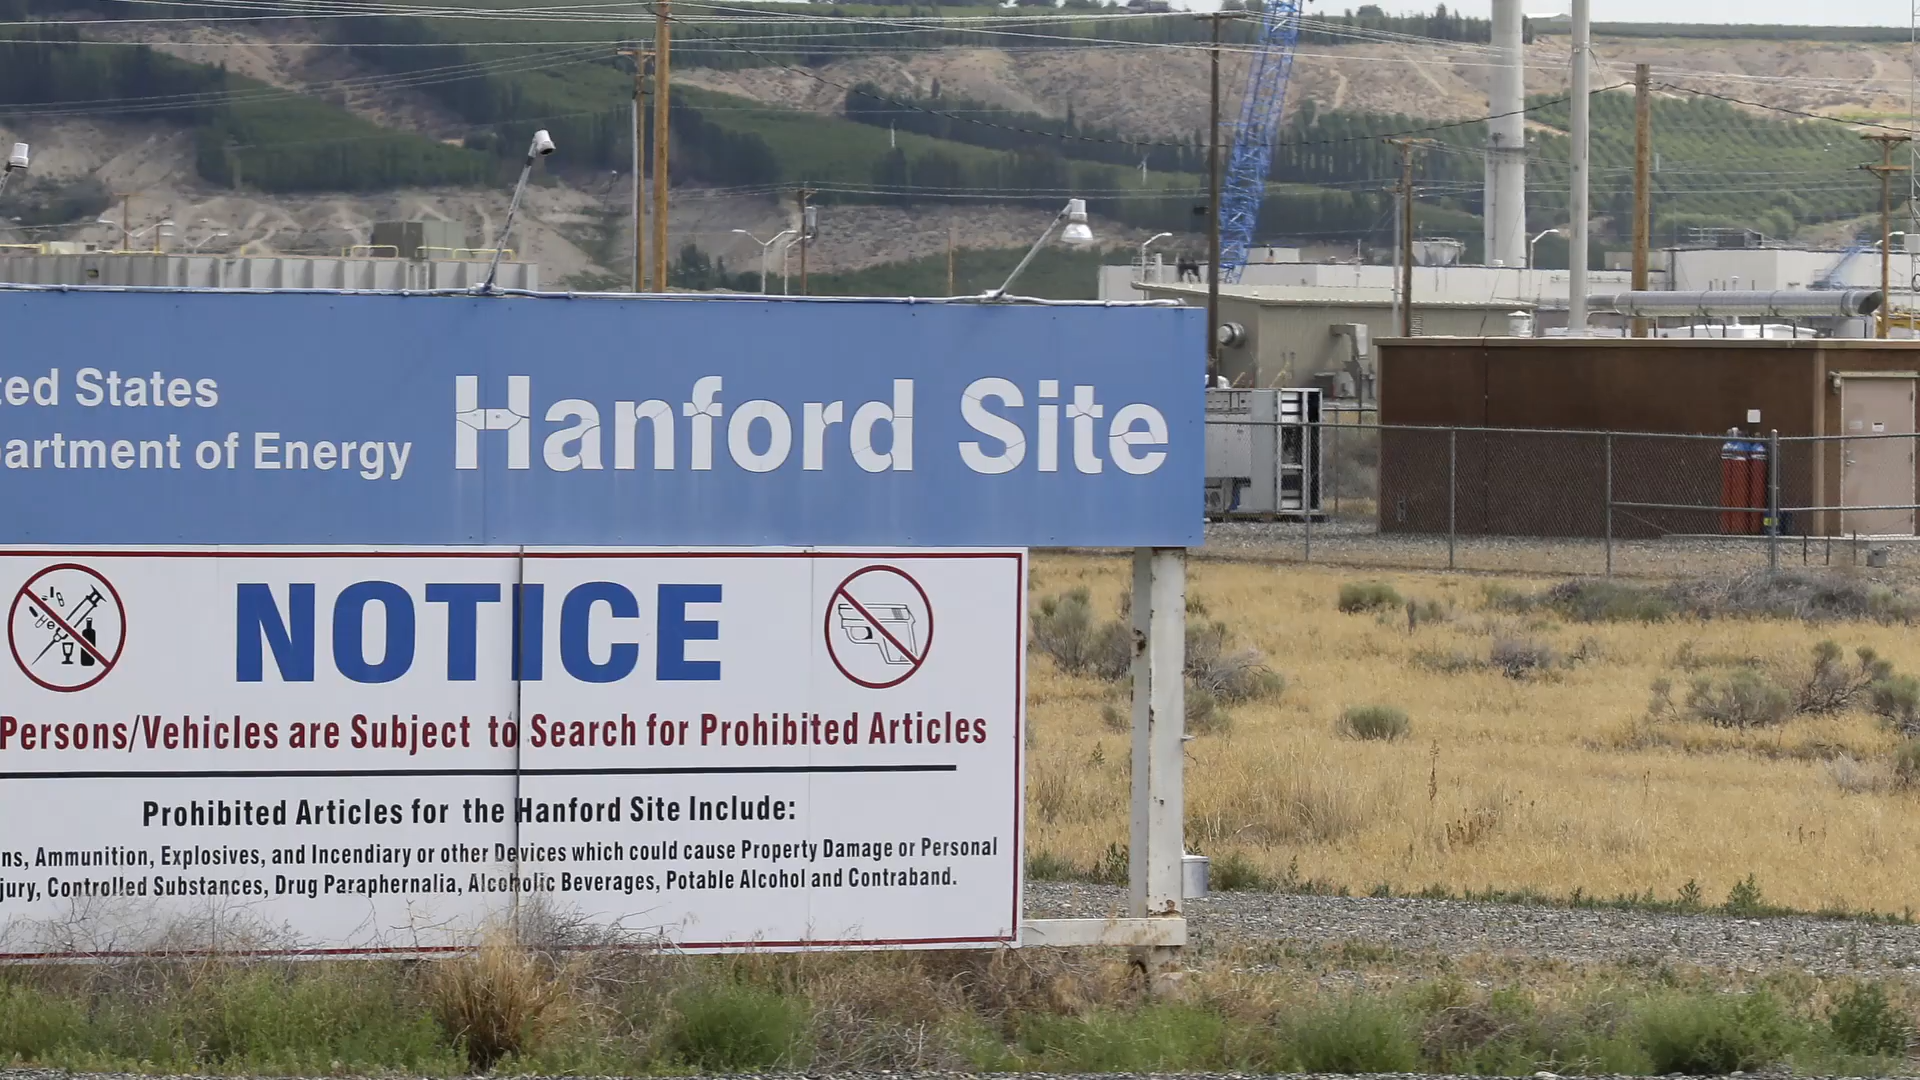 ted States
partment of Energy
Hanford Site
NOTICE
Persons/Vehicles are Subject to Search for Prohibited Articles
Prohibited Articles for the Hanford Site Include:
ns, Ammunition, Explosives, and Incendiary or other Devices which could cause Property Damage or Personal
jury, Controlled Substances, Drug Paraphernalia, Alcoholic Beverages, Potable Alcohol and Contraband.